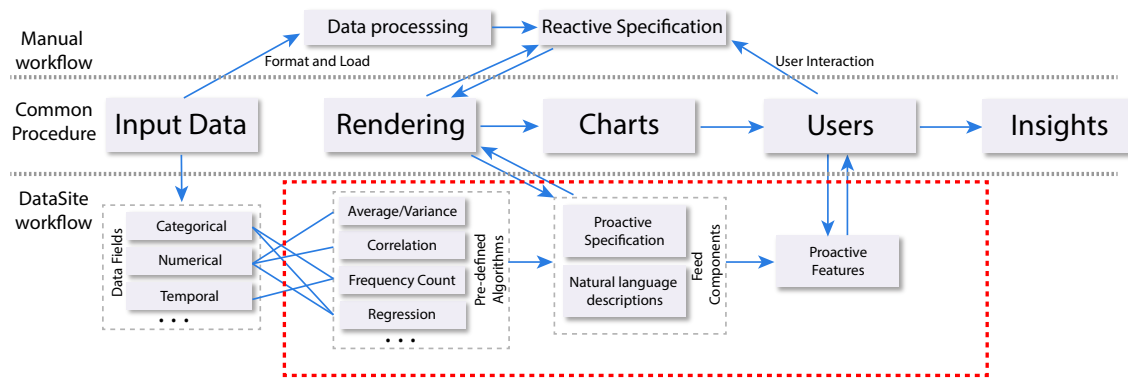 Manual
workflow
Data processsing
Reactive Specification
Format and Load
User Interaction
Common
Procedure
Input Data
Rendering
Charts
Users
Insights
DataSite
workflow
Data Fields
Categorical
Numerical
Temporal
• • •
Average/Variance
Correlation
Frequency Count
Regression
• • •
Pre-defined
Algorithms
Proactive
Specification
Natural language
descriptions
Feed
Components
Proactive
Features